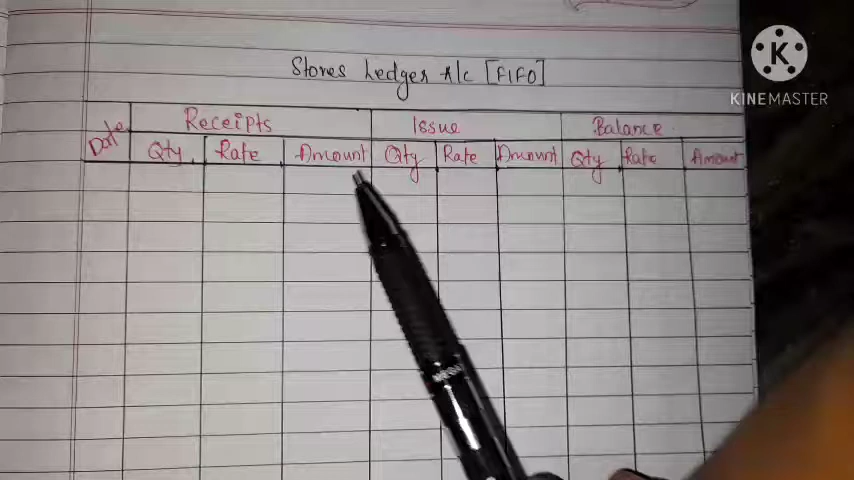 Stores Ledger A/c [FIFO]
KINEMASTER
Date Receipts Issue Balance
Qty Rate Amount Qty Rate Amount Qty Rate Amount